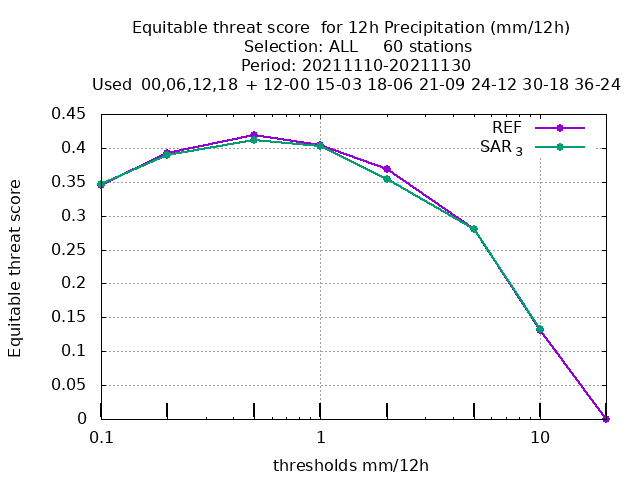 Equitable threat score  for 12h Precipitation (mm/12h)
Selection: ALL     60 stations
Period: 20211110-20211130
Used  00,06,12,18  + 12-00 15-03 18-06 21-09 24-12 30-18 36-24
REF
SAR 3
0.45
0.4
0.35
0.3
0.25
0.2
0.15
0.1
0.05
0
Equitable threat score
0.1
1
10
thresholds mm/12h